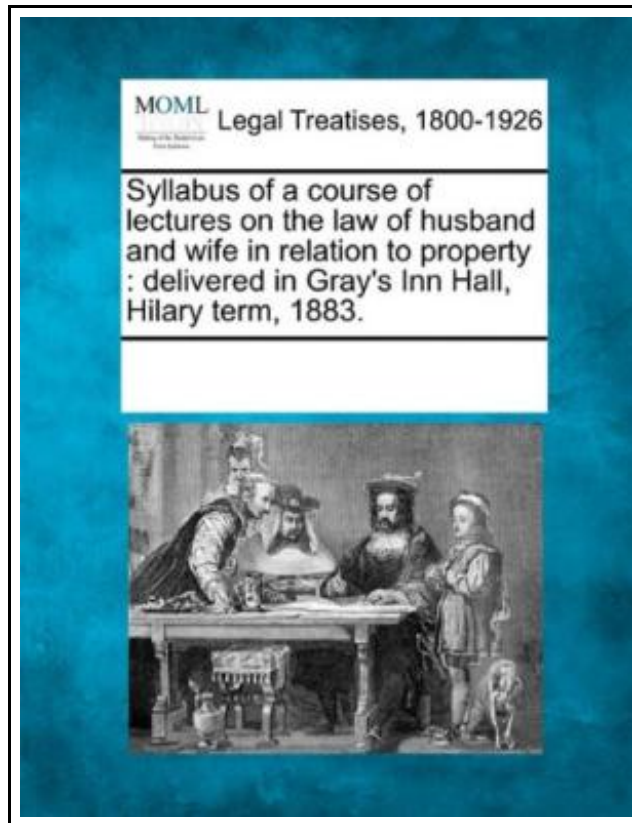 MOML
Legal Treatises, 1800-1926
Syllabus of a course of
lectures on the law of husband
and wife in relation to property
: delivered in Gray's Inn Hall,
Hilary term, 1883.